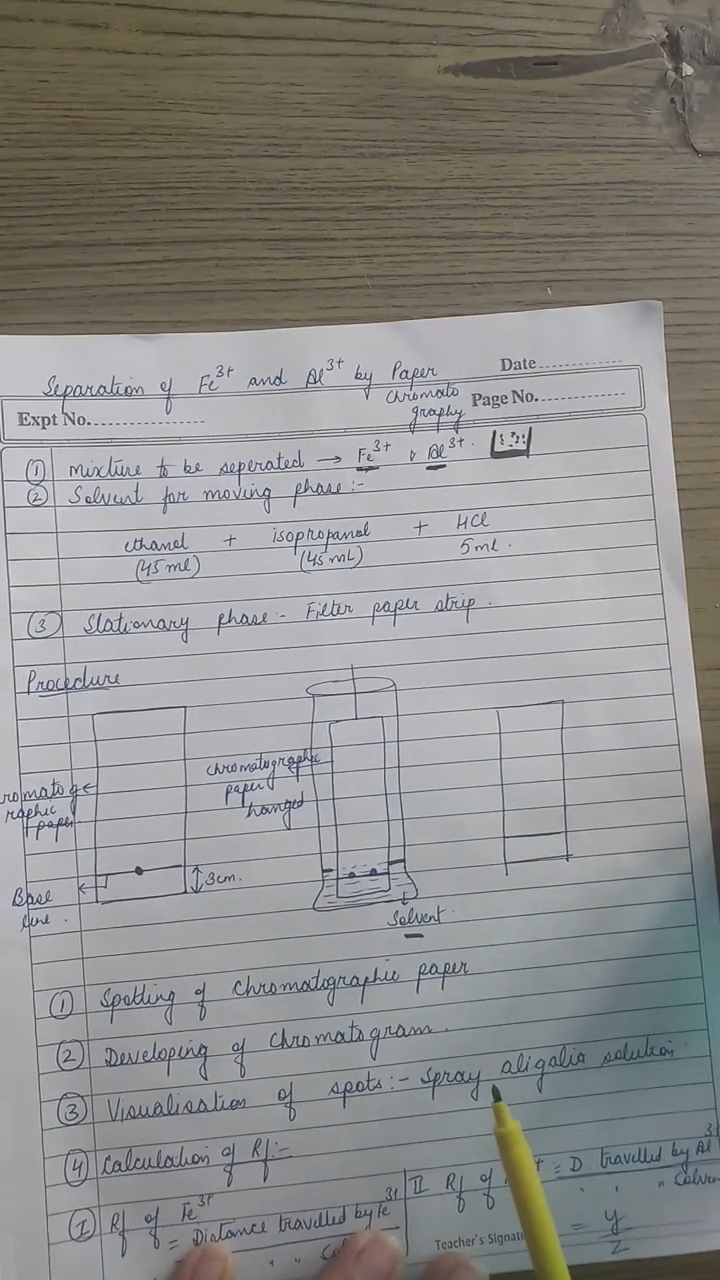 Separation of Fe3+ and Al3+ by Paper chromato graphy
Date
Expt No.
Page No.
① mixture to be seperated → Fe3+ & Al3+.
② Solvent for moving phase:-
ethanol + isopropanol + HCl
(45 ml) (45 mL) 5ml.
③ Stationary phase:- Filter paper strip.
Procedure
romatog
raphic
paper
chromatographic
paper
hanged
3cm.
Base
line.
Solvent
① Spotting of chromatographic paper
② Developing of chromatogram.
③ Visualisation of spots:- Spray aligalia solution.
④ Calculation of Rf:-
I Rf of Fe3+
= Distance travelled by Fe3+
" "
II Rf of = D. travelled by Al3+
" " " Solven
= y
z
Teacher's Signat